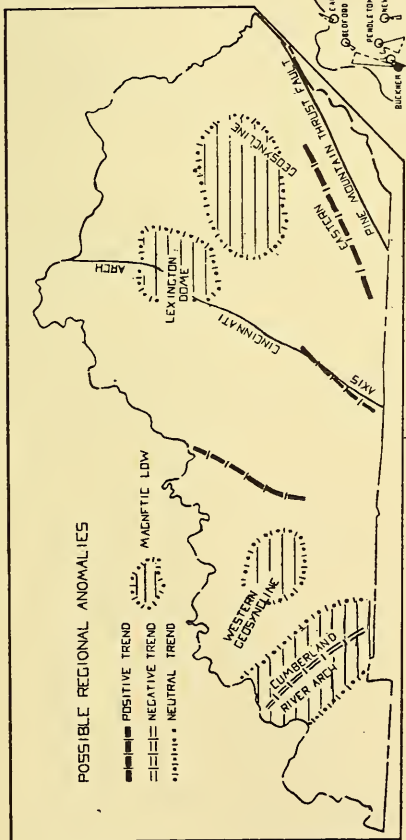 POSSIBLE REGIONAL ANOMALIES
POSITIVE TREND
NEGATIVE TREND
NEUTRAL TREND
MAGNETIC LOW
ARCH
LEXINGTON
DOME
CINCINNATI
AXIS
GEOSYNCLINE
EASTERN
PINE MOUNTAIN THRUST FAULT
WESTERN
GEOSYNCLINE
CUMBERLAND
RIVER ARCH
BEDFORD
PENDLETON
BUCKNER